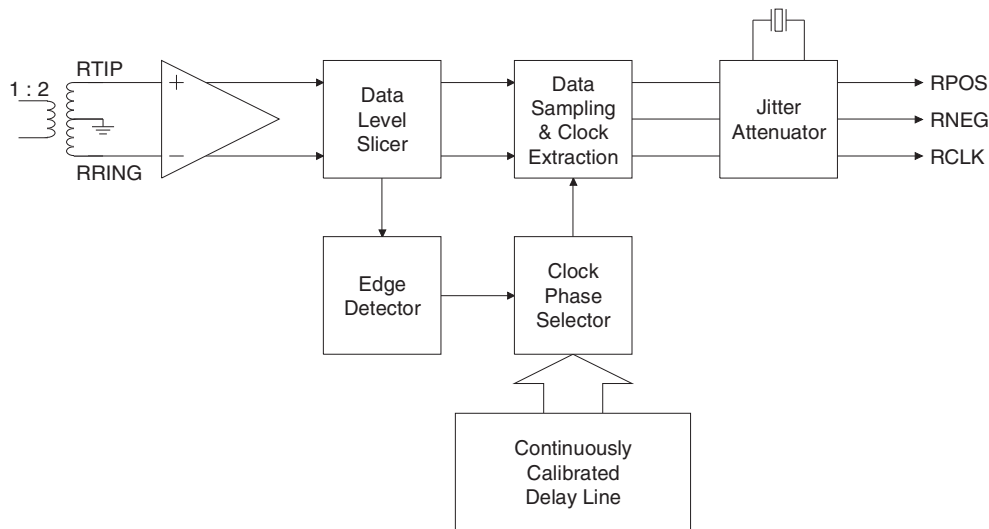 1 : 2
RTIP
RRING
+
−
Data
Level
Slicer
Data
Sampling
& Clock
Extraction
Jitter
Attenuator
RPOS
RNEG
RCLK
Edge
Detector
Clock
Phase
Selector
Continuously
Calibrated
Delay Line